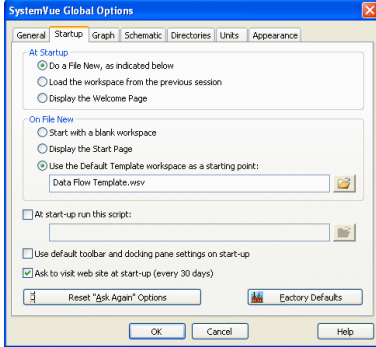 SystemVue Global Options
General Startup Graph Schematic Directories Units Appearance
At Startup
Do a File New, as indicated below
Load the workspace from the previous session
Display the Welcome Page
On File New
Start with a blank workspace
Display the Start Page
Use the Default Template workspace as a starting point:
Data Flow Template.wsv
At start-up run this script:
Use default toolbar and docking pane settings on start-up
Ask to visit web site at start-up (every 30 days)
Reset "Ask Again" Options Factory Defaults
OK Cancel Help